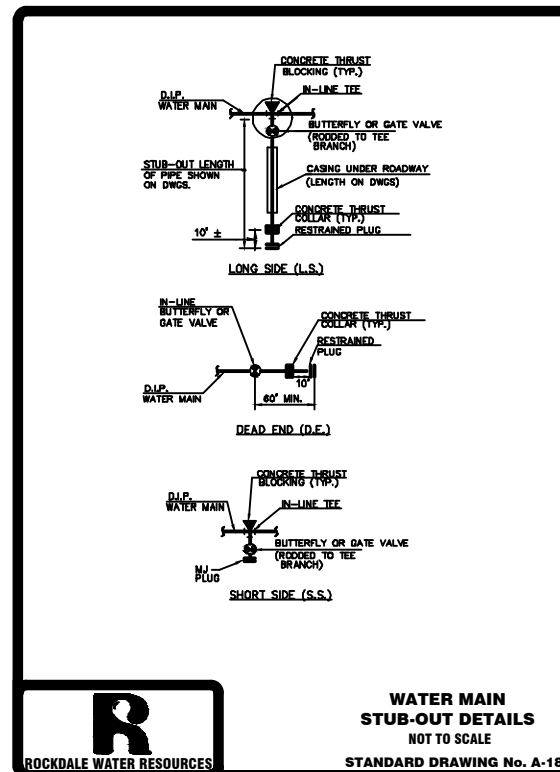 CONCRETE THRUST
BLOCKING (TYP.)
IN-LINE TEE
D.I.P.
WATER MAIN
BUTTERFLY OR GATE VALVE
(RODDED TO TEE
BRANCH)
STUB-OUT LENGTH
OF PIPE SHOWN
ON DWGS.
CASING UNDER ROADWAY
(LENGTH ON DWGS)
CONCRETE THRUST
COLLAR (TYP.)
RESTRAINED PLUG
10' ±
LONG SIDE (L.S.)
IN-LINE
BUTTERFLY OR
GATE VALVE
CONCRETE THRUST
COLLAR (TYP.)
RESTRAINED
PLUG
10'
D.I.P.
WATER MAIN
60' MIN.
DEAD END (D.E.)
CONCRETE THRUST
BLOCKING (TYP.)
D.I.P.
WATER MAIN
IN-LINE TEE
BUTTERFLY OR GATE VALVE
(RODDED TO TEE
BRANCH)
MJ
PLUG
SHORT SIDE (S.S.)
R
ROCKDALE WATER RESOURCES
WATER MAIN
STUB-OUT DETAILS
NOT TO SCALE
STANDARD DRAWING No. A-18